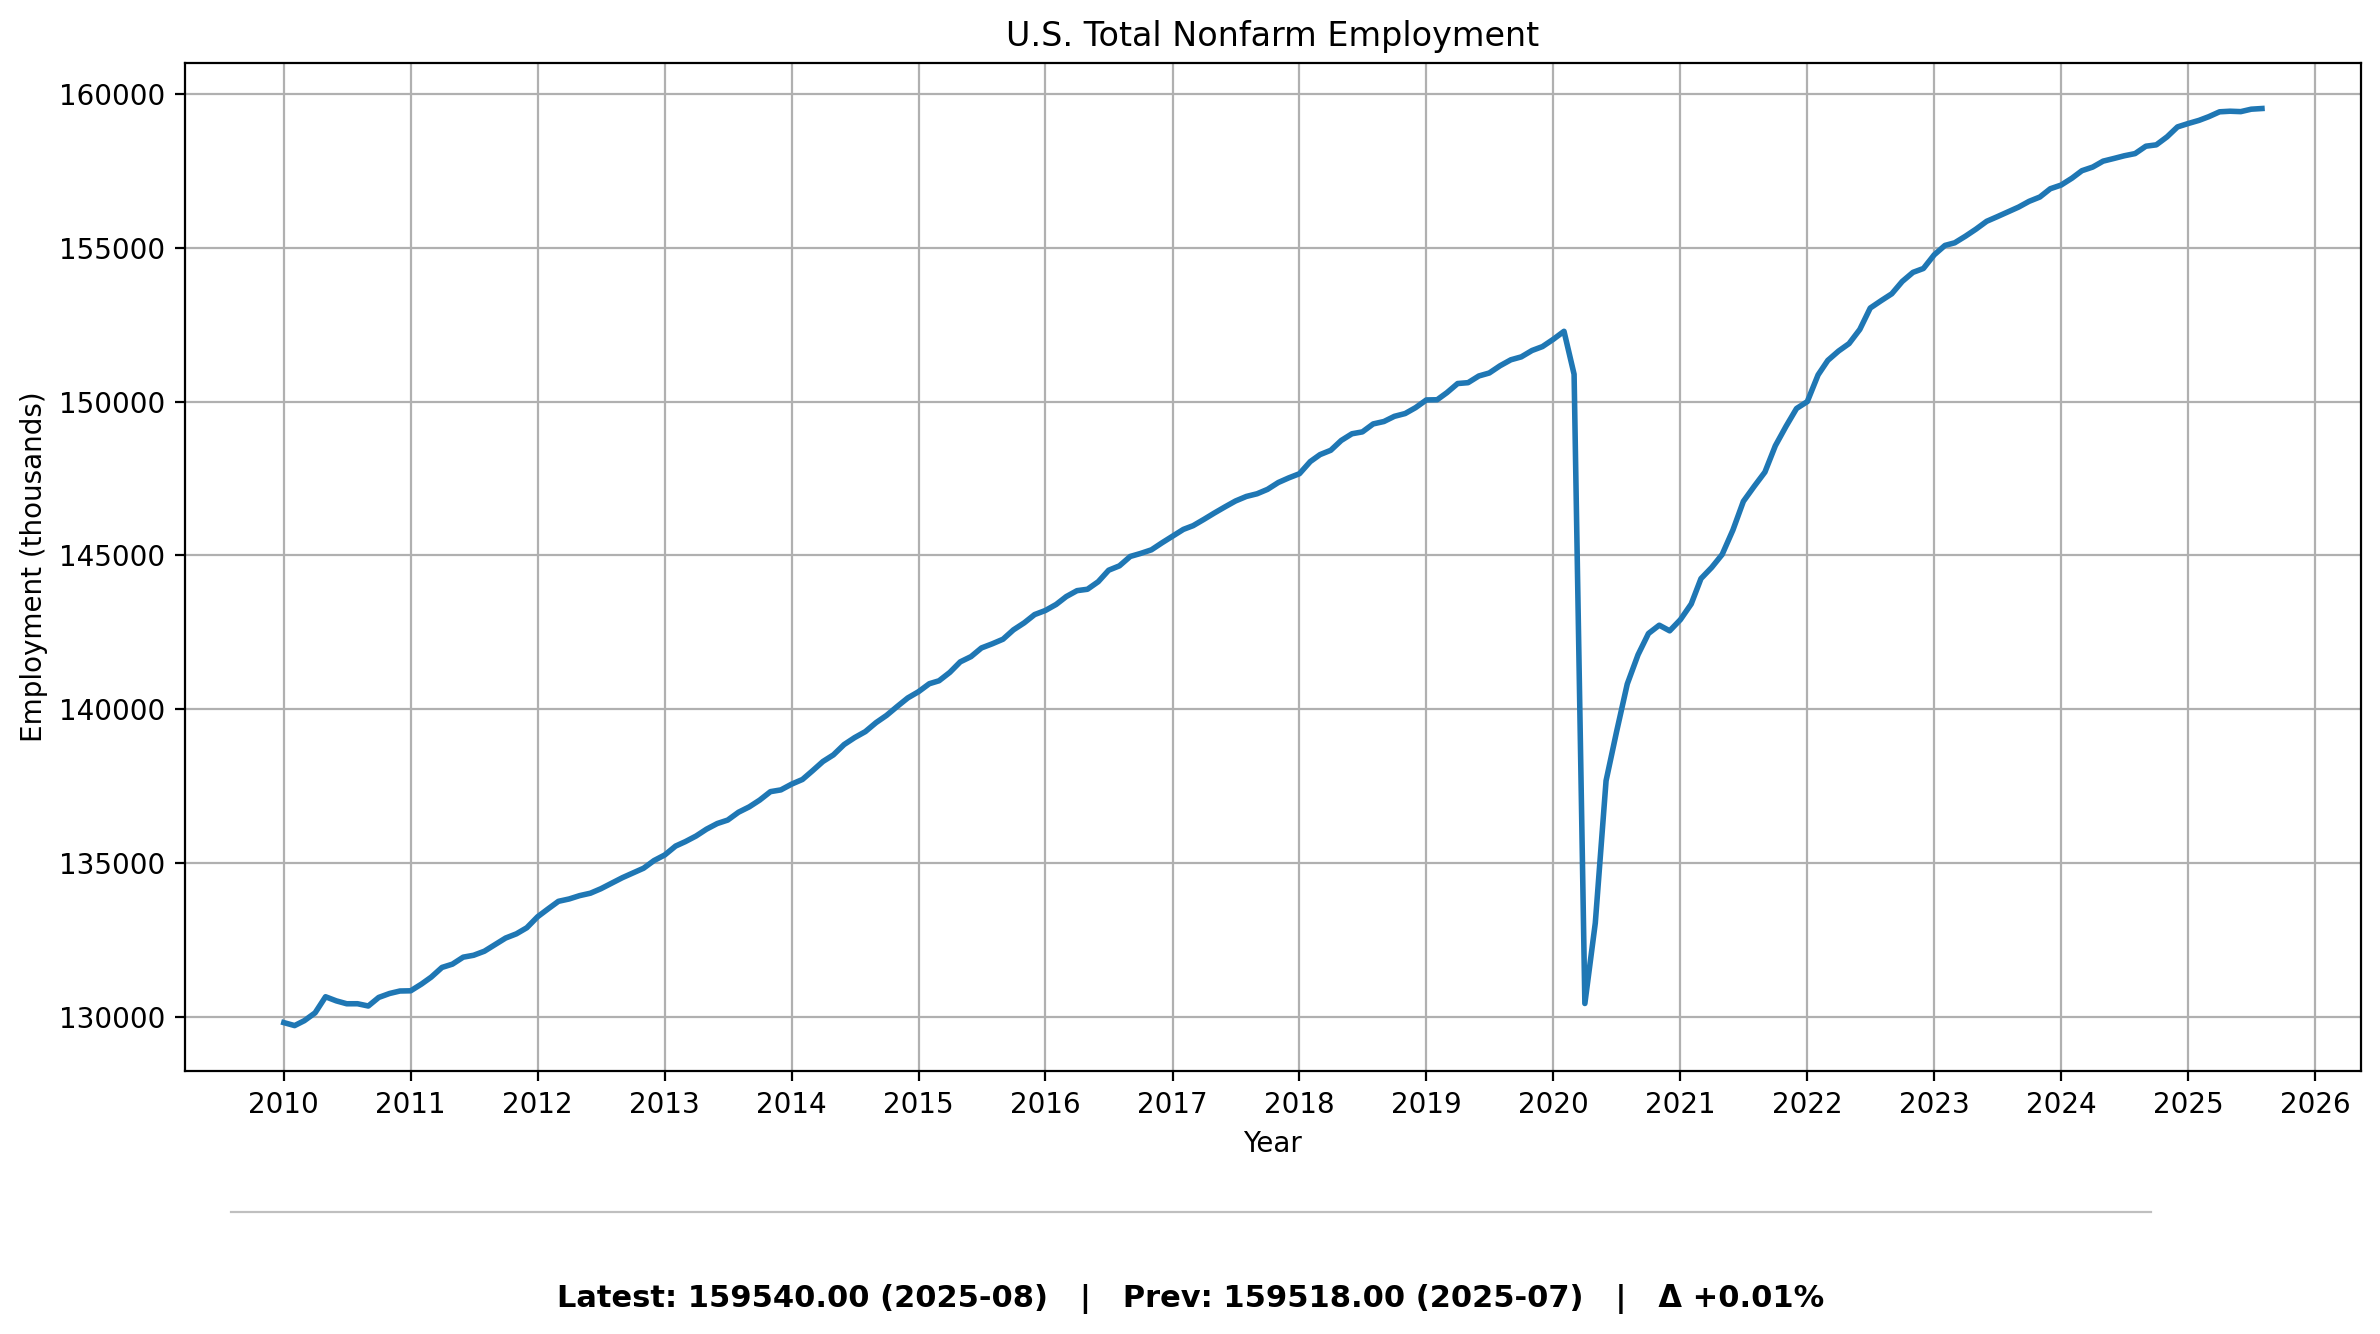 U.S. Total Nonfarm Employment
160000
155000
150000
145000
140000
135000
130000
Employment (thousands)
2010 2011 2012 2013 2014 2015 2016 2017 2018 2019 2020 2021 2022 2023 2024 2025 2026
Year
Latest: 159540.00 (2025-08) | Prev: 159518.00 (2025-07) | Δ +0.01%